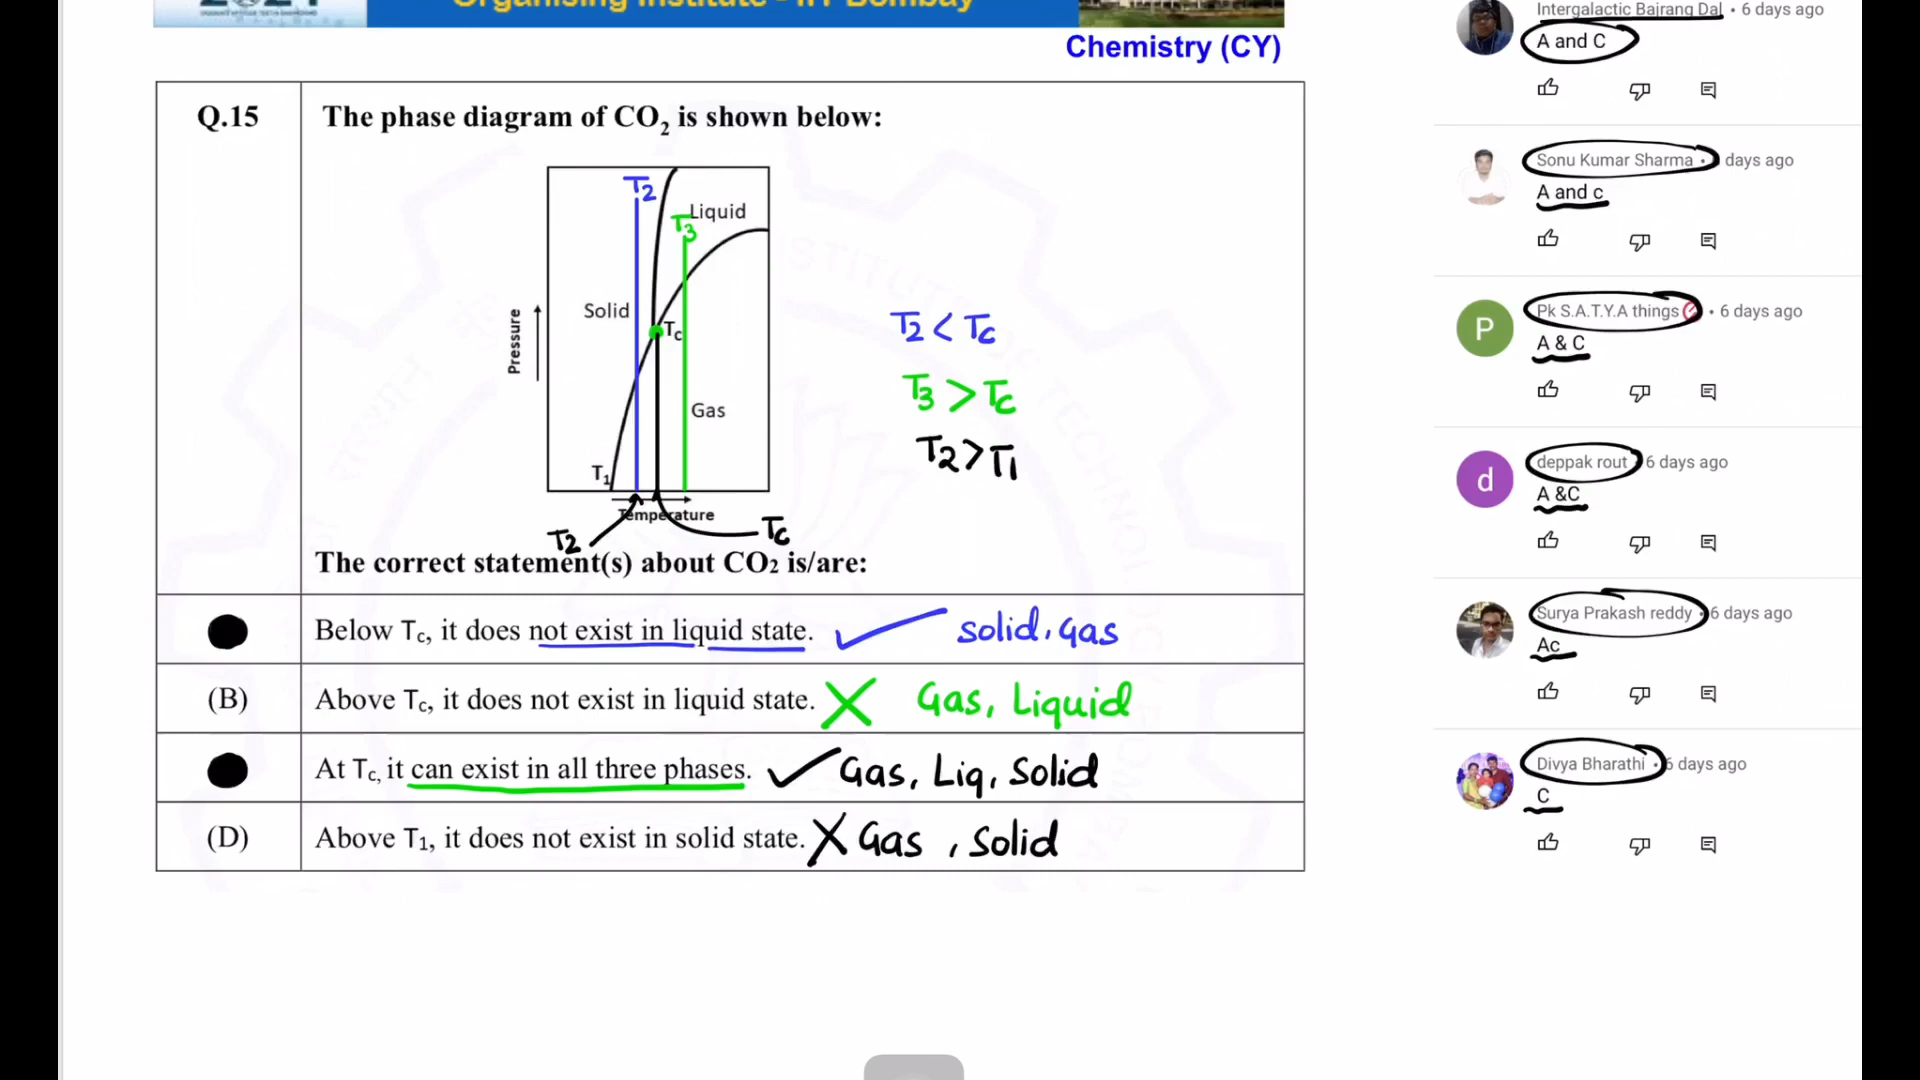 Organising Institute - IIT Bombay
Chemistry (CY)
Q.15
The phase diagram of CO2 is shown below:
T2
Liquid
T3
Solid
Tc
Pressure
Gas
T1
Temperature
T2
Tc
T2 < Tc
T3 > Tc
T2 > T1
The correct statement(s) about CO2 is/are:
Below Tc, it does not exist in liquid state. Solid, Gas
(B) Above Tc, it does not exist in liquid state. Gas, Liquid
At Tc, it can exist in all three phases. Gas, Liq, Solid
(D) Above T1, it does not exist in solid state. Gas, Solid
Intergalactic Bajrang Dal • 6 days ago
A and C
Sonu Kumar Sharma • days ago
A and c
P
Pk S.A.T.Y.A things • 6 days ago
A & C
d
deppak rout 6 days ago
A &C
Surya Prakash reddy • 6 days ago
Ac
Divya Bharathi • 6 days ago
C